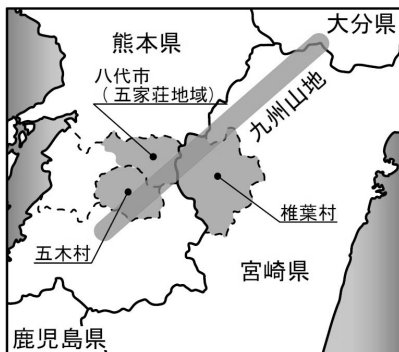 大分県
熊本県
八代市
（五家荘地域）
九州山地
五木村
椎葉村
宮崎県
鹿児島県